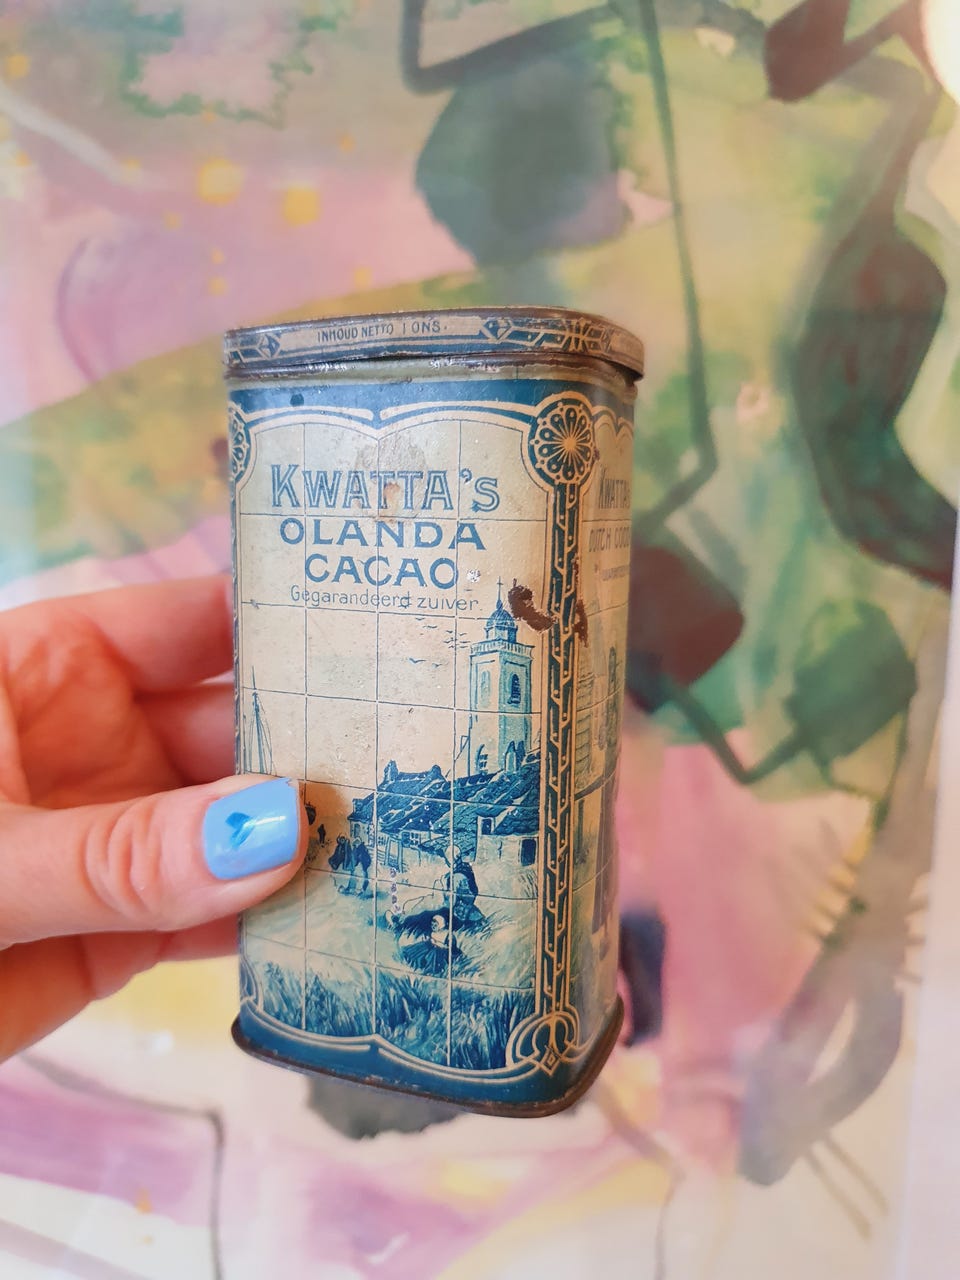 INHOUD NETTO 1 ONS.
KWATTA's
OLANDA
CACAO
Gegarandeerd zuiver.
KWATTA'S
DUTCH COCOA